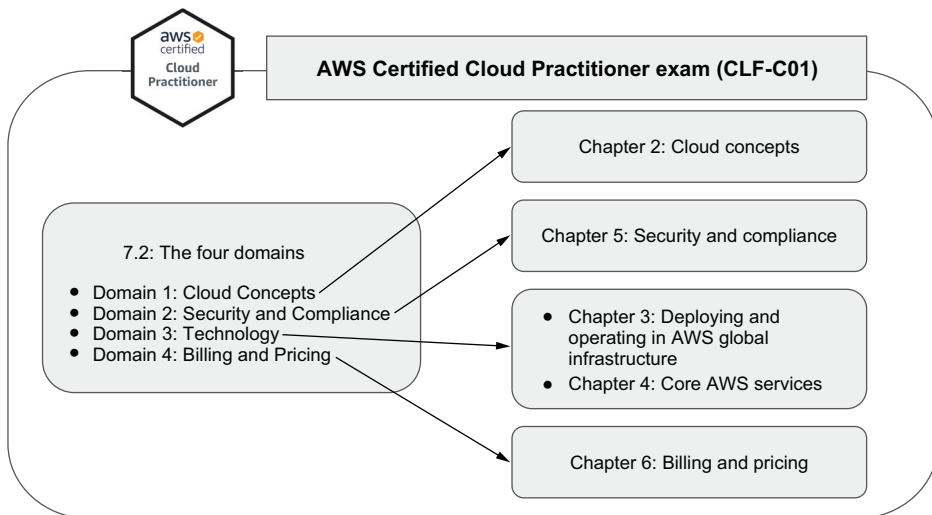 aws
certified
Cloud
Practitioner
AWS Certified Cloud Practitioner exam (CLF-C01)
7.2: The four domains
● Domain 1: Cloud Concepts
● Domain 2: Security and Compliance
● Domain 3: Technology
● Domain 4: Billing and Pricing
Chapter 2: Cloud concepts
Chapter 5: Security and compliance
● Chapter 3: Deploying and
operating in AWS global
infrastructure
● Chapter 4: Core AWS services
Chapter 6: Billing and pricing